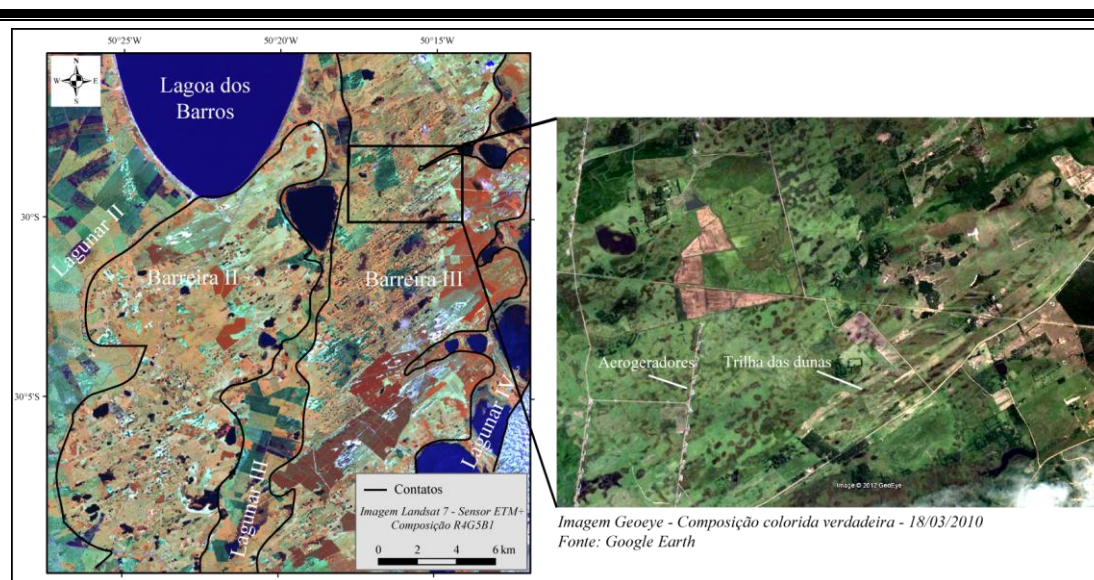 50°25'W 50°20'W 50°15'W
N
W E
S
Lagoa dos
Barros
Lagunar II
30°S
Barreira II
Barreira III
30°5'S
Lagunar III
Lagunar IV
Contatos
Imagem Landsat 7 - Sensor ETM+
Composição R4G5B1
0 2 4 6 km
Aerogeradores
Trilha das dunas
Image © 2012 GeoEye
Imagem Geoeye - Composição colorida verdadeira - 18/03/2010
Fonte: Google Earth